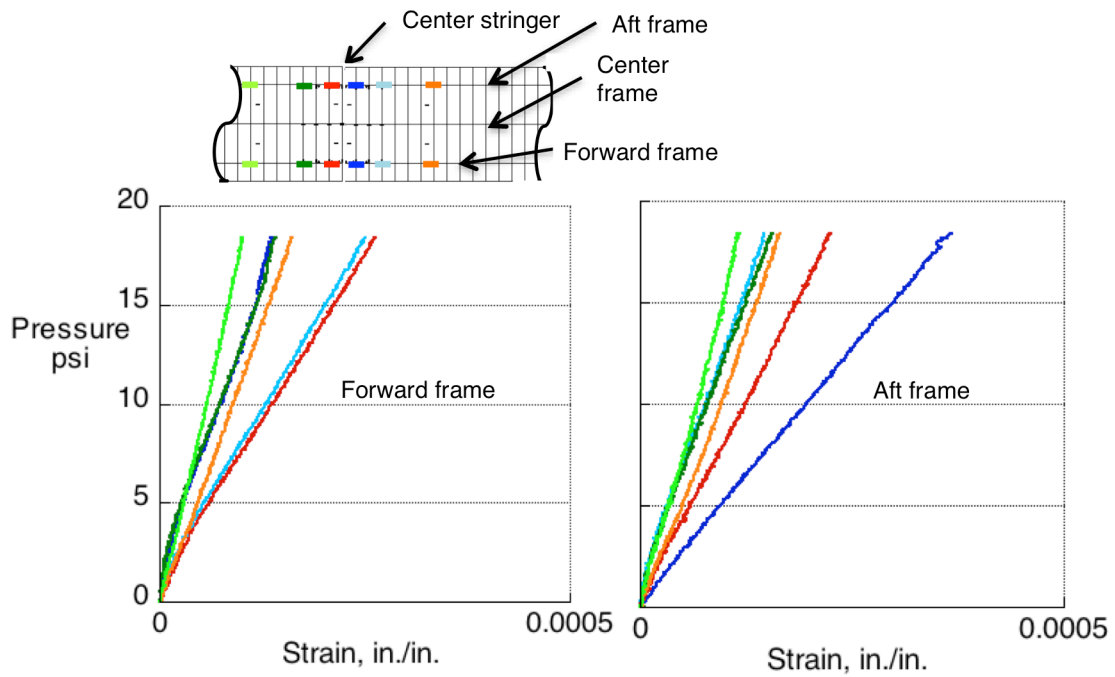 Center stringer
Aft frame
Center
frame
Forward frame
20
15
Pressure
psi
10
Forward frame
Aft frame
5
0
0
0.0005
0
0.0005
Strain, in./in.
Strain, in./in.